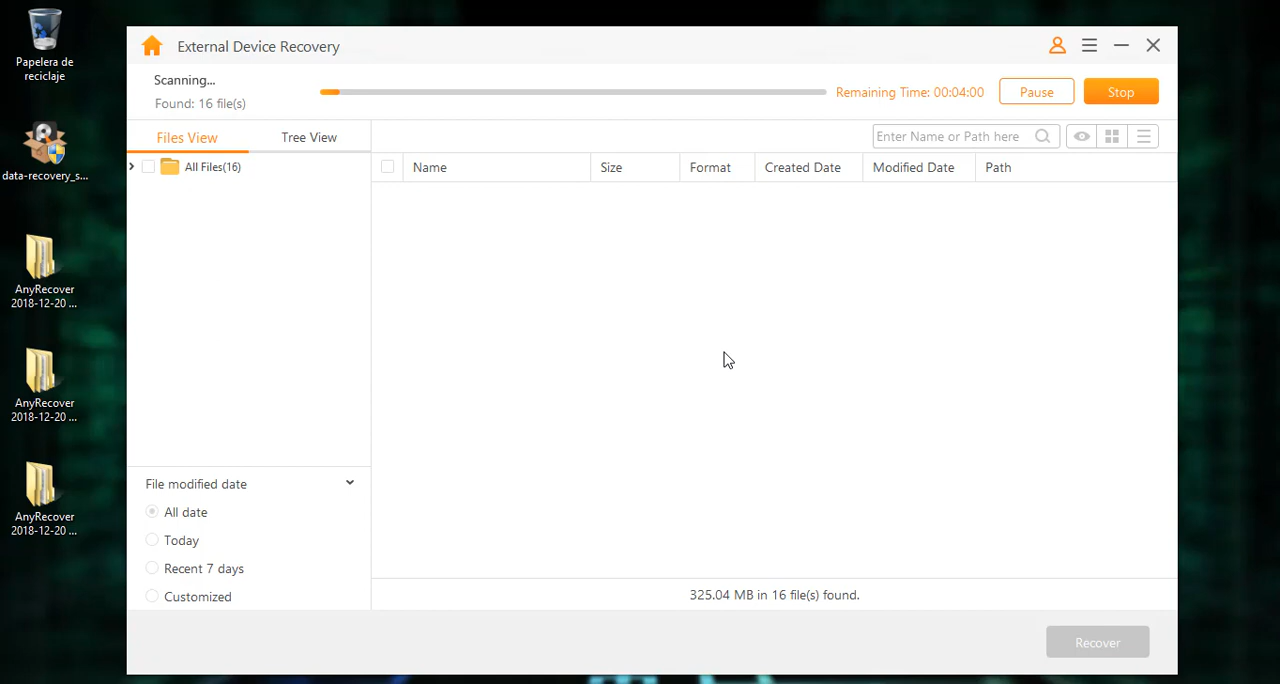 Papelera de
reciclaje
data-recovery_s...
AnyRecover
2018-12-20 ...
AnyRecover
2018-12-20 ...
AnyRecover
2018-12-20 ...
External Device Recovery
Scanning...
Found: 16 file(s)
Remaining Time: 00:04:00
Pause
Stop
Files View
Tree View
Enter Name or Path here
All Files(16)
Name
Size
Format
Created Date
Modified Date
Path
File modified date
All date
Today
Recent 7 days
Customized
325.04 MB in 16 file(s) found.
Recover